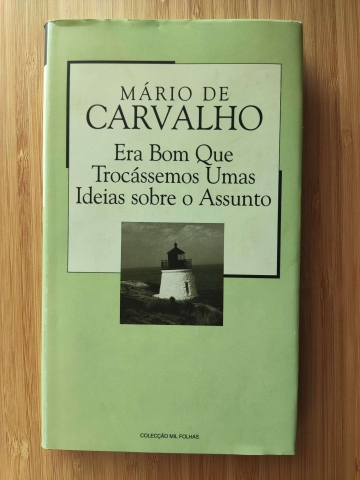 MÁRIO DE
CARVALHO
Era Bom Que
Trocássemos Umas
Ideias sobre o Assunto
COLECÇÃO MIL FOLHAS